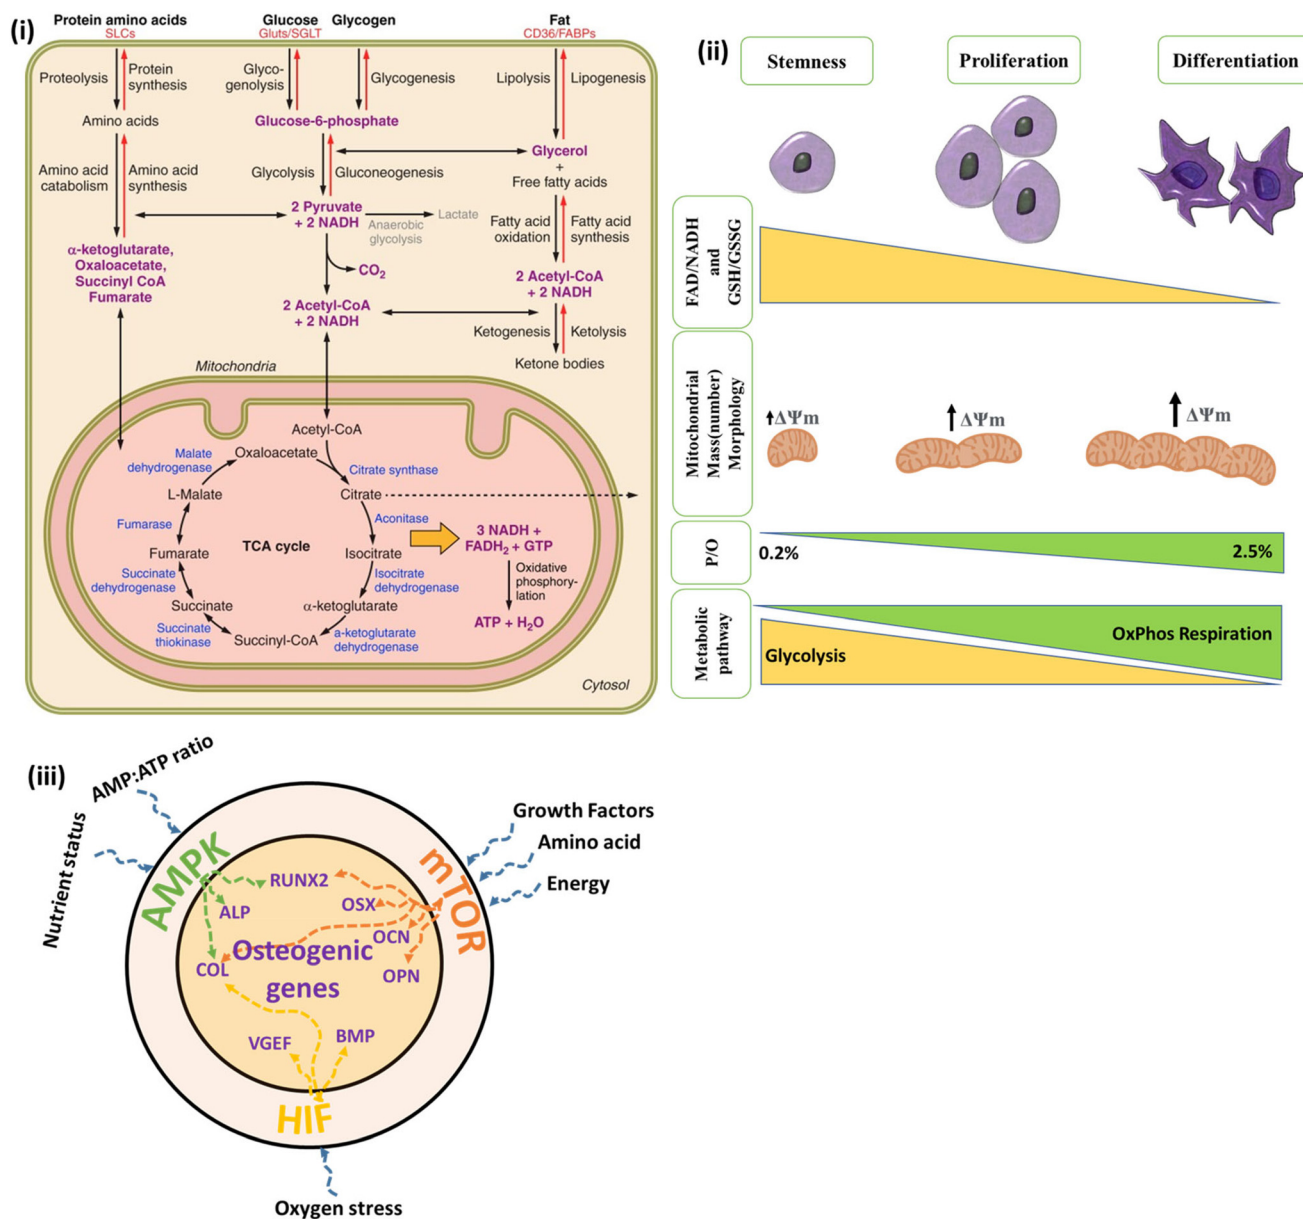 (i)
Protein amino acids
SLCs
Glucose
Gluts/SGLT
Glycogen
Fat
CD36/FABPs
Proteolysis
Protein
synthesis
Glyco-
genolysis
Glycogenesis
Lipolysis
Lipogenesis
Amino acids
Glucose-6-phosphate
Glycerol
+
Free fatty acids
Amino acid
catabolism
Amino acid
synthesis
Glycolysis
Gluconeogenesis
2 Pyruvate
+ 2 NADH
Anaerobic
glycolysis
Lactate
Fatty acid
oxidation
Fatty acid
synthesis
α-ketoglutarate,
Oxaloacetate,
Succinyl CoA
Fumarate
CO2
2 Acetyl-CoA
+ 2 NADH
2 Acetyl-CoA
+ 2 NADH
Ketogenesis
Ketolysis
Ketone bodies
Mitochondria
Acetyl-CoA
Malate
dehydrogenase
Oxaloacetate
Citrate synthase
L-Malate
Citrate
Fumarase
Aconitase
TCA cycle
3 NADH +
FADH2 + GTP
Fumarate
Isocitrate
Succinate
dehydrogenase
Isocitrate
dehydrogenase
Oxidative
phosphory-
lation
Succinate
α-ketoglutarate
ATP + H2O
Succinate
thiokinase
Succinyl-CoA
a-ketoglutarate
dehydrogenase
Cytosol
(ii)
Stemness
Proliferation
Differentiation
FAD/NADH
and
GSH/GSSG
Mitochondrial
Mass(number)
Morphology
ΔΨm
ΔΨm
ΔΨm
P/O
0.2%
2.5%
Metabolic
pathway
OxPhos Respiration
Glycolysis
(iii)
AMP:ATP ratio
Nutrient status
Growth Factors
Amino acid
Energy
AMPK
mTOR
RUNX2
ALP
OSX
OCN
Osteogenic
genes
COL
OPN
VGEF
BMP
HIF
Oxygen stress